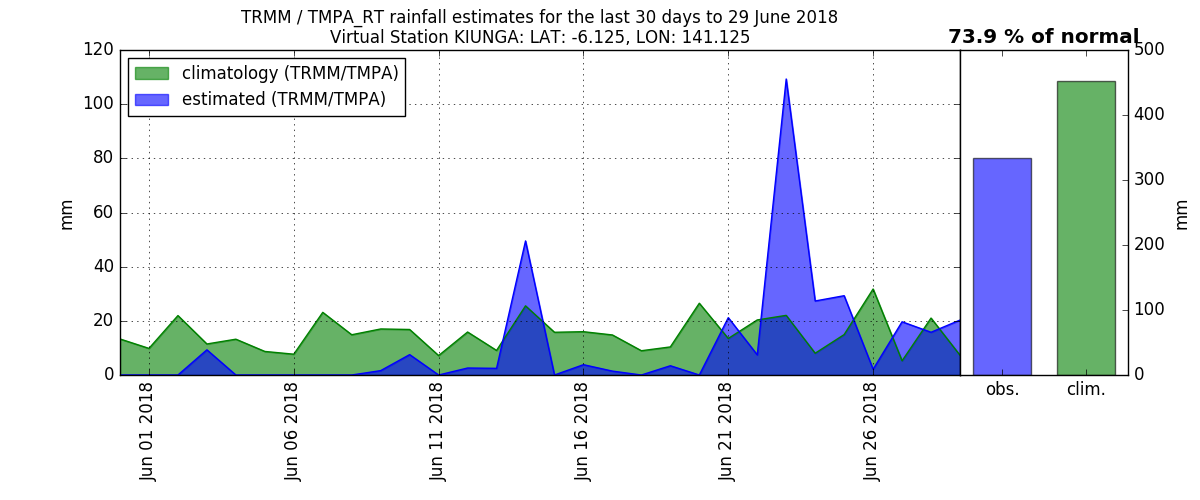 TRMM / TMPA_RT rainfall estimates for the last 30 days to 29 June 2018
Virtual Station KIUNGA: LAT: -6.125, LON: 141.125
73.9 % of normal
climatology (TRMM/TMPA)
estimated (TRMM/TMPA)
120
100
80
60
40
20
0
mm
Jun 01 2018
Jun 06 2018
Jun 11 2018
Jun 16 2018
Jun 21 2018
Jun 26 2018
500
400
300
200
100
0
mm
obs.
clim.